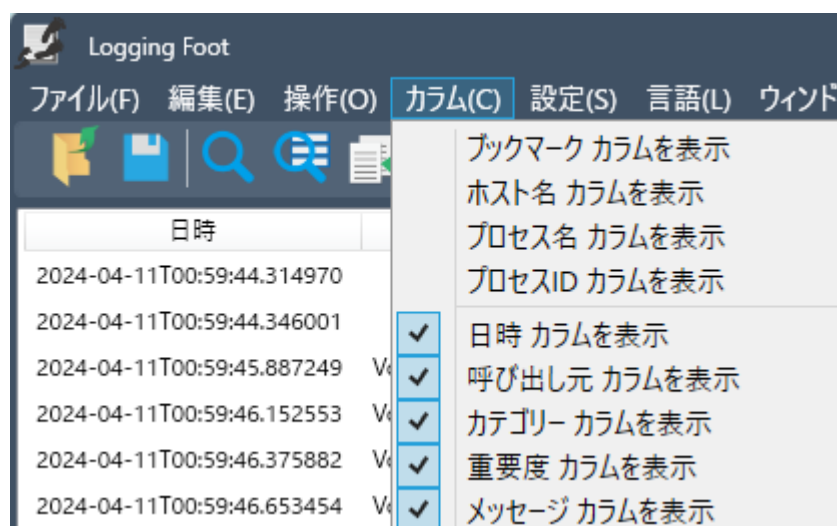 Logging Foot
ファイル(F) 編集(E) 操作(O) カラム(C) 設定(S) 言語(L) ウィンド
ブックマーク カラムを表示
ホスト名 カラムを表示
プロセス名 カラムを表示
プロセスID カラムを表示
日時 カラムを表示
呼び出し元 カラムを表示
カテゴリー カラムを表示
重要度 カラムを表示
メッセージ カラムを表示
日時
2024-04-11T00:59:44.314970
2024-04-11T00:59:44.346001
2024-04-11T00:59:45.887249
2024-04-11T00:59:46.152553
2024-04-11T00:59:46.375882
2024-04-11T00:59:46.653454